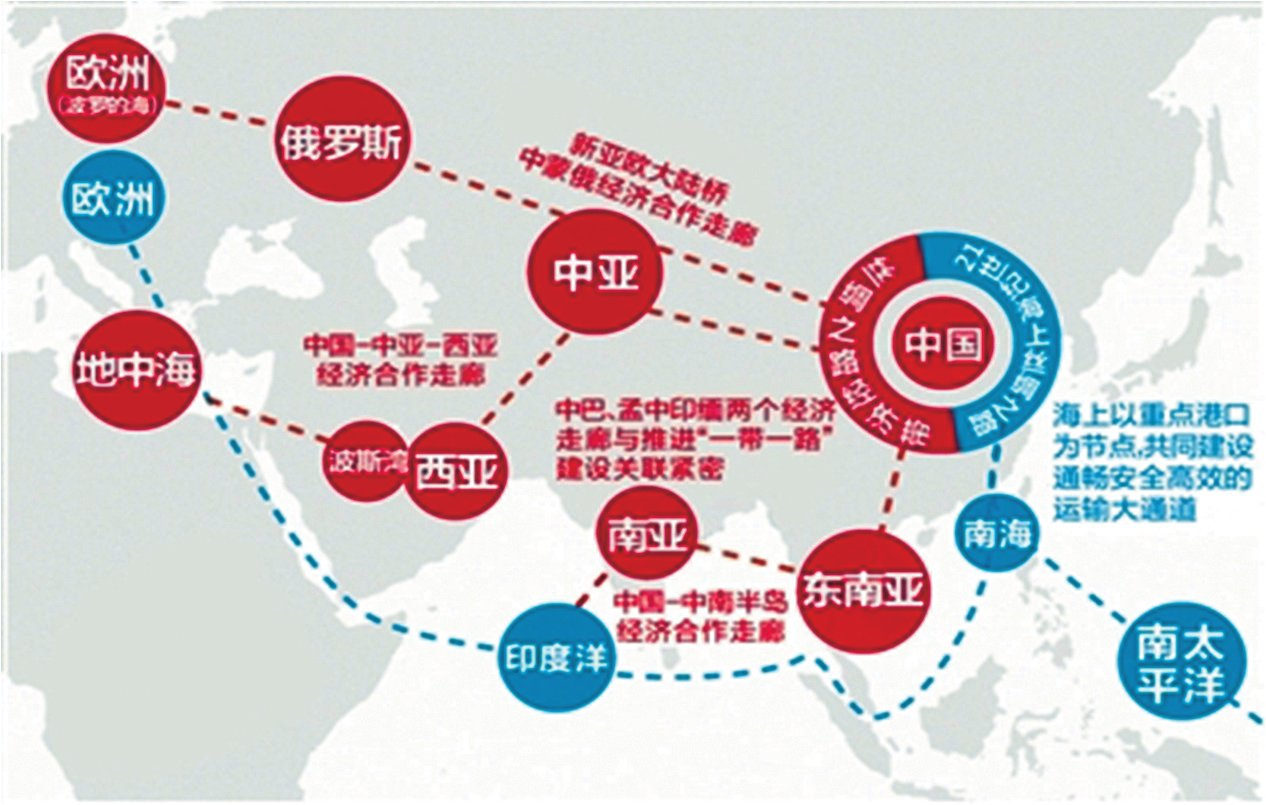 欧洲
(波罗的海)
俄罗斯
欧洲
新亚欧大陆桥
中蒙俄经济合作走廊
中亚
丝绸之路经济带
21世纪海上丝绸之路
中国
地中海
中国-中亚-西亚
经济合作走廊
波斯湾
西亚
中巴、孟中印缅两个经济
走廊与推进“一带一路”
建设关联紧密
海上以重点港口
为节点,共同建设
通畅安全高效的
运输大通道
南亚
南海
东南亚
中国-中南半岛
经济合作走廊
印度洋
南太
平洋